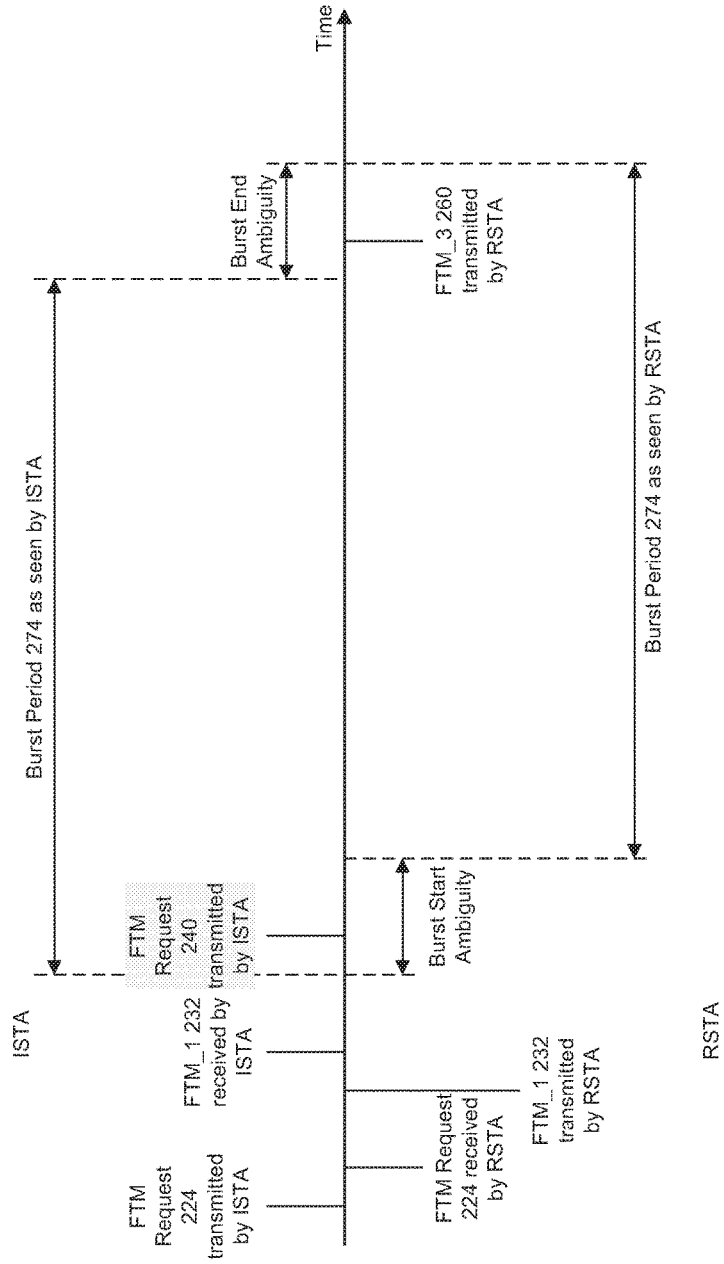 ISTA
Burst Period 274 as seen by ISTA
FTM
Request
224
transmitted
by ISTA
FTM_1 232
received by
ISTA
FTM
Request
240
transmitted
by ISTA
Burst End
Ambiguity
Time
FTM Request
224 received
by RSTA
FTM_1 232
transmitted
by RSTA
Burst Start
Ambiguity
FTM_3 260
transmitted
by RSTA
Burst Period 274 as seen by RSTA
RSTA